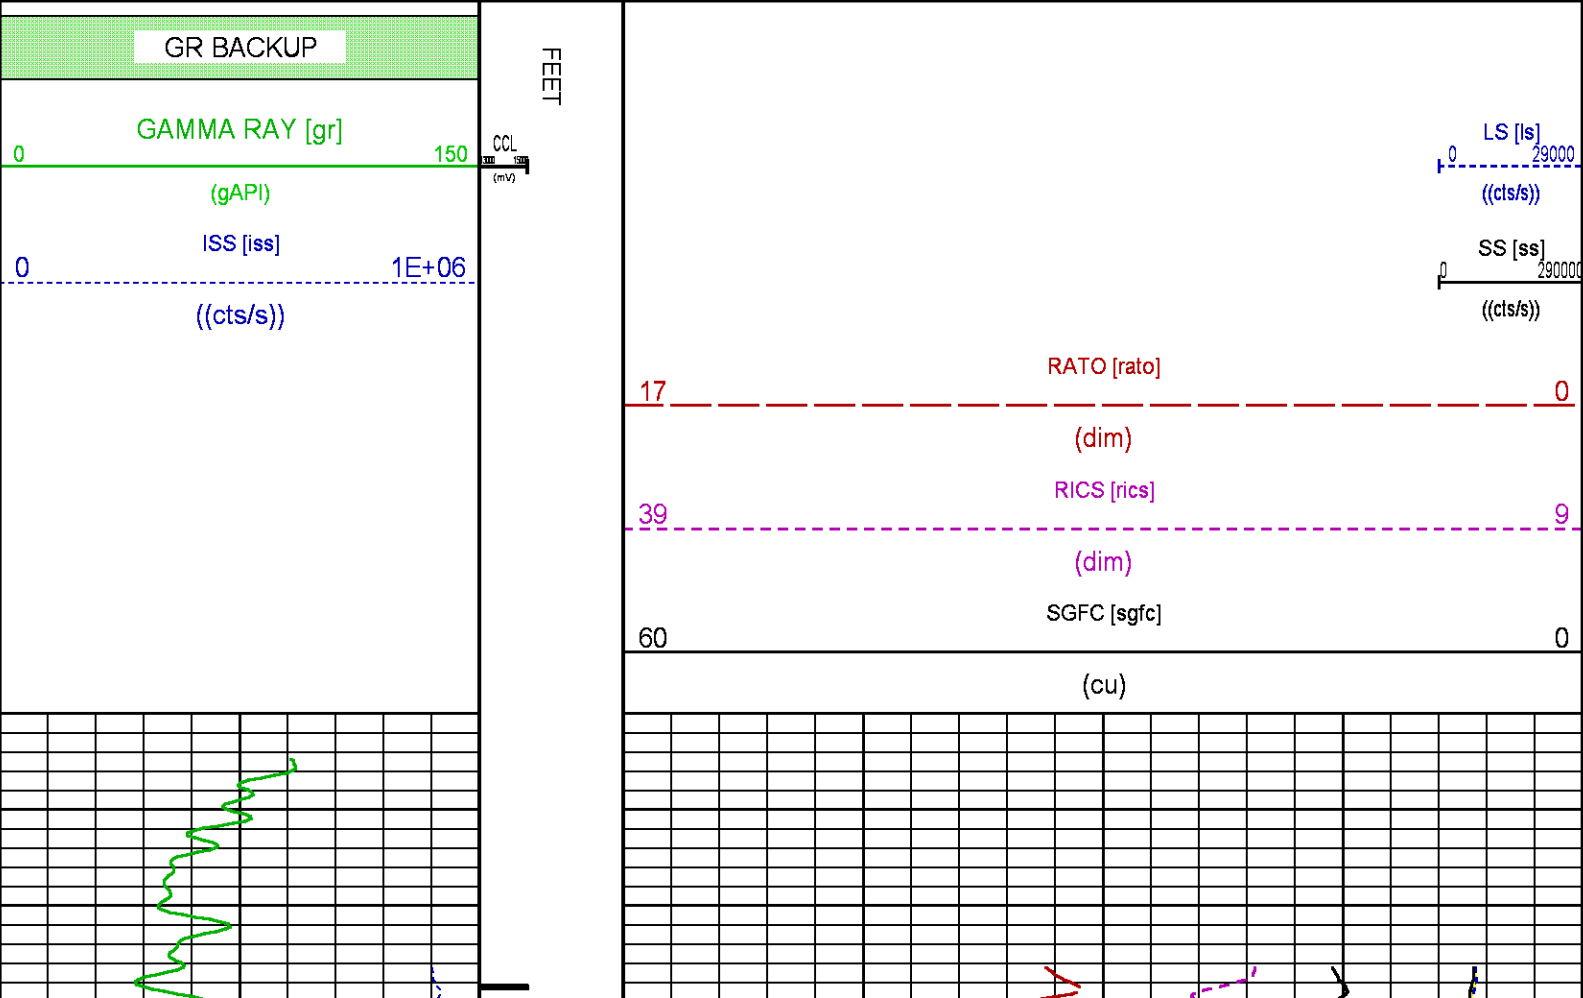 GR BACKUP
GAMMA RAY [gr]
0 150
(gAPI)
ISS [iss]
0 1E+06
((cts/s))
FEET
CCL
(mV)
LS [ls]
0 29000
((cts/s))
SS [ss]
0 290000
((cts/s))
RATO [rato]
17 0
(dim)
RICS [rics]
39 9
(dim)
SGFC [sgfc]
60 0
(cu)